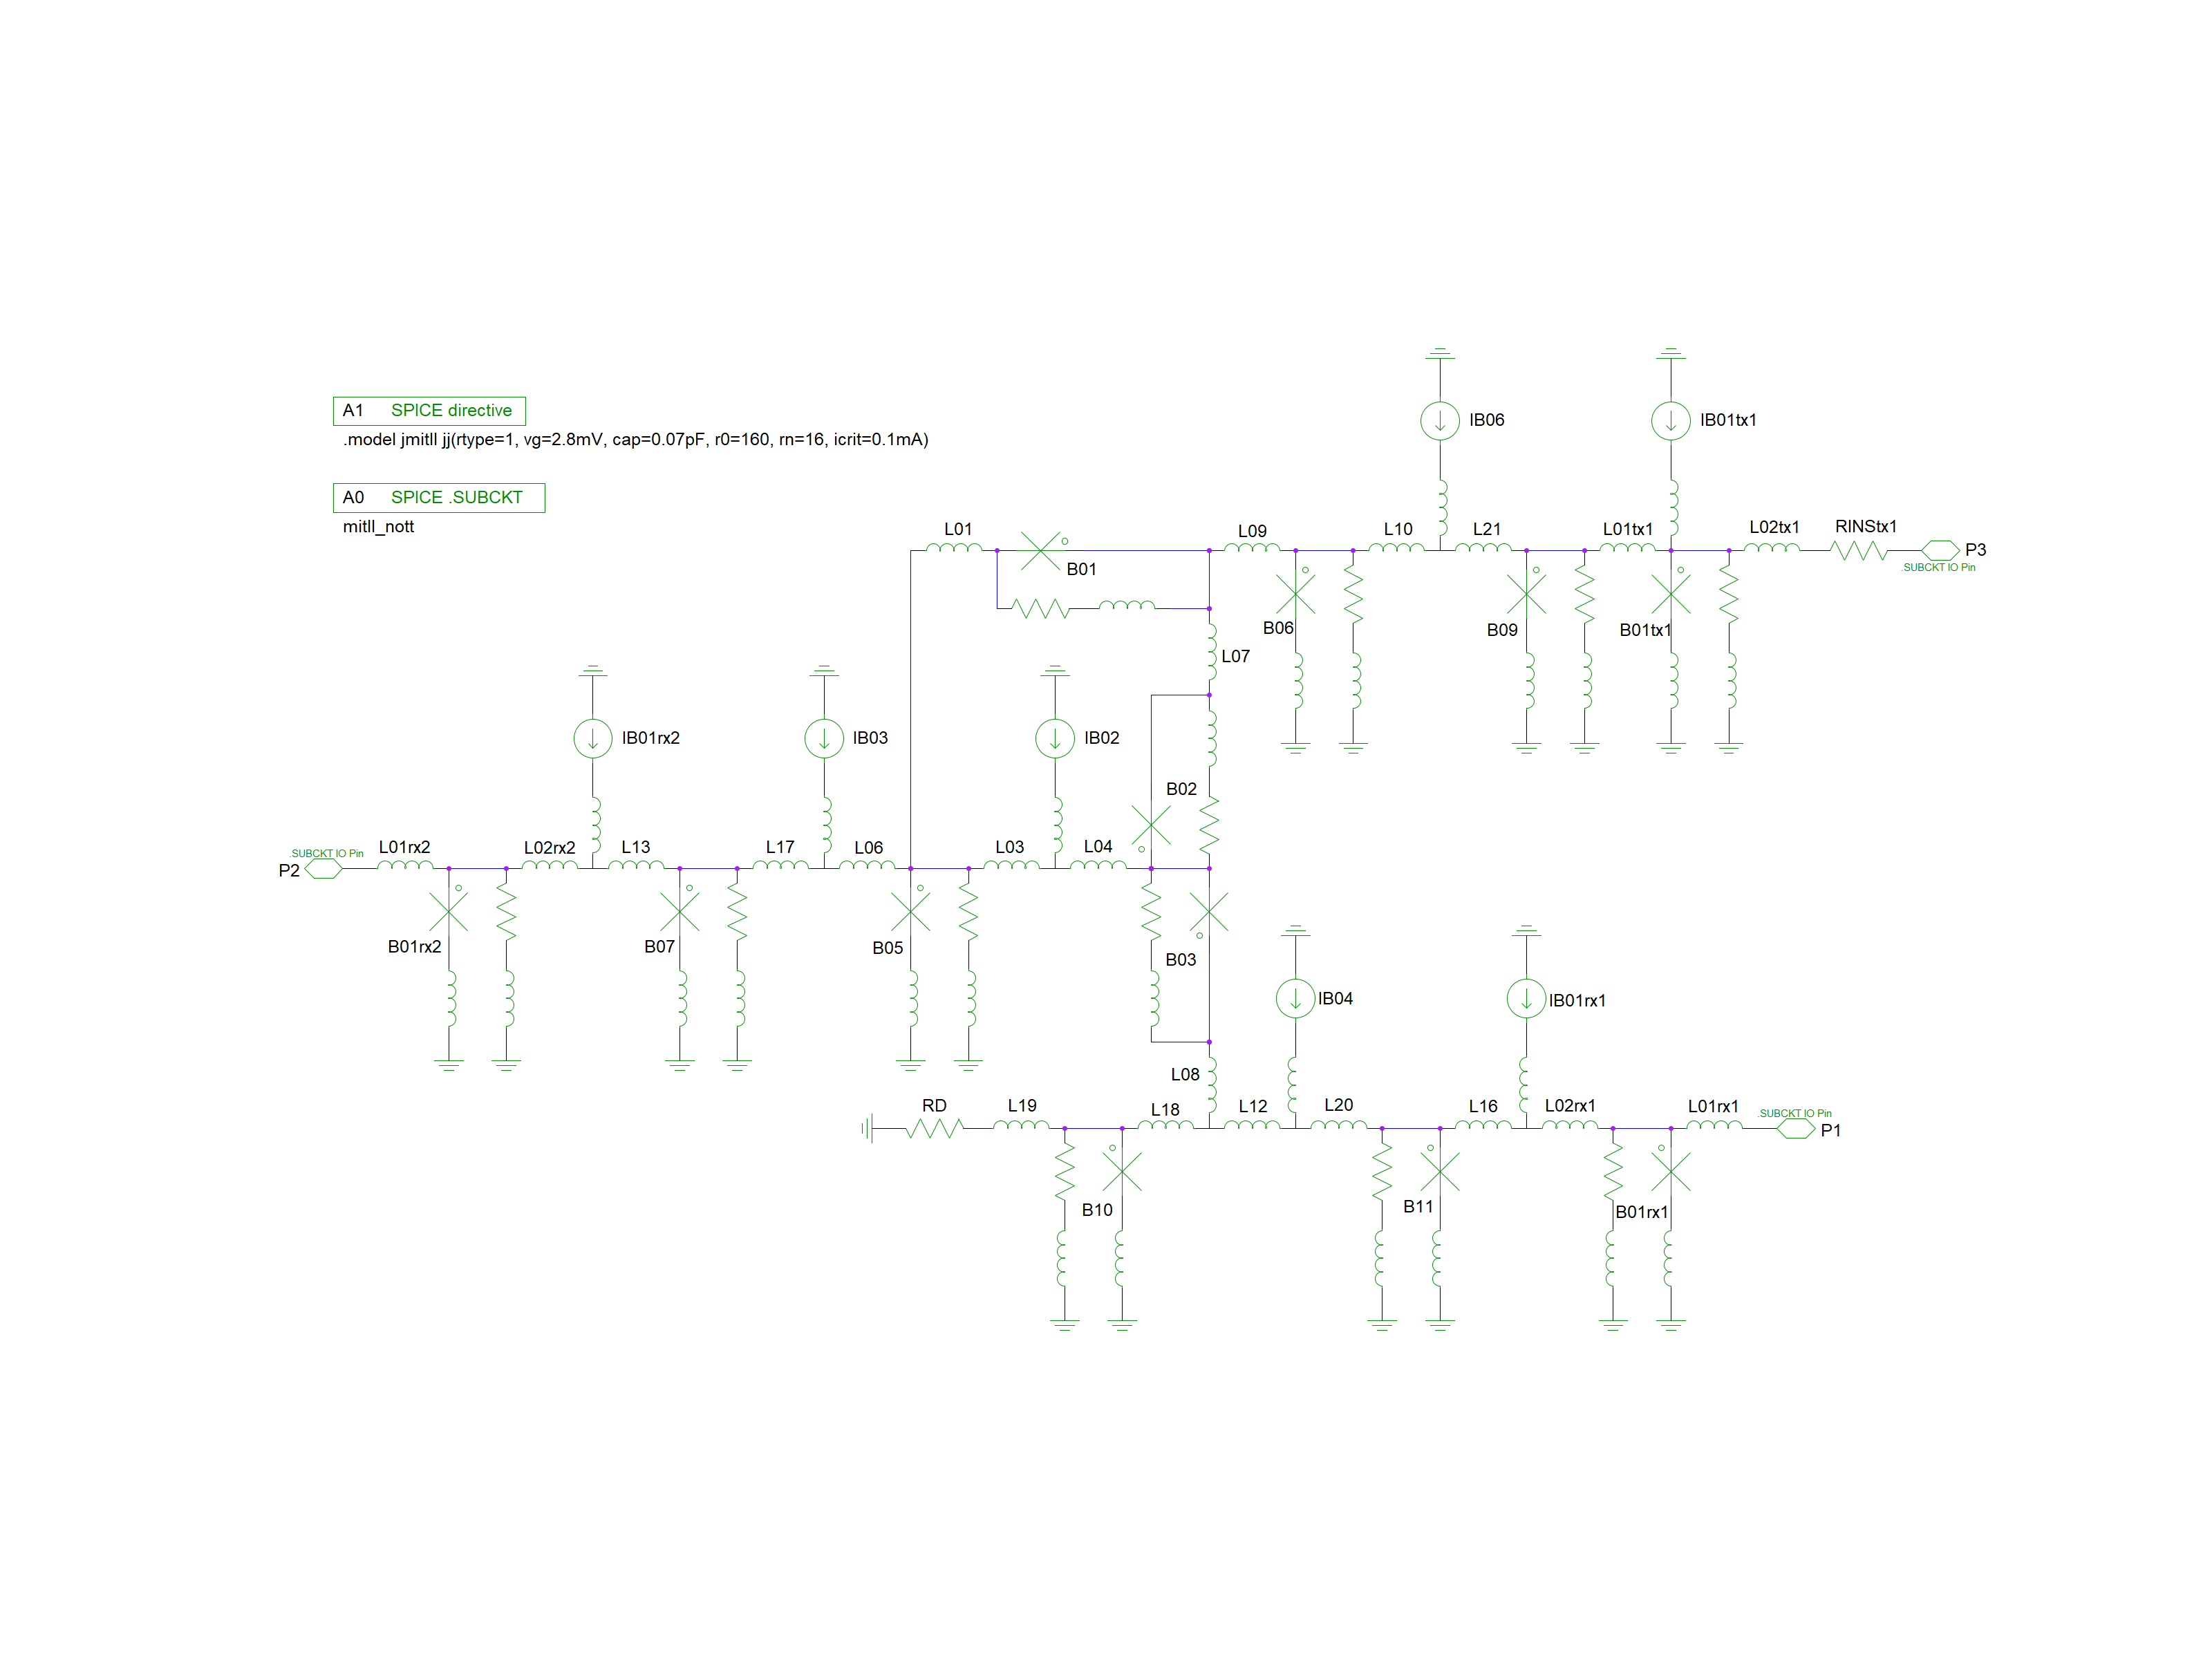 A1 SPICE directive
.model jmitll jj(rtype=1, vg=2.8mV, cap=0.07pF, r0=160, rn=16, icrit=0.1mA)
A0 SPICE .SUBCKT
mitll_nott
IB06
IB01tx1
L01
L09
L10
L21
L01tx1
L02tx1
RINStx1
P3
.SUBCKT IO Pin
B01
B06
B09
B01tx1
L07
IB01rx2
IB03
IB02
B02
.SUBCKT IO Pin
P2
L01rx2
L02rx2
L13
L17
L06
L03
L04
B01rx2
B07
B05
B03
IB04
IB01rx1
L08
RD
L19
L18
L12
L20
L16
L02rx1
L01rx1
.SUBCKT IO Pin
P1
B10
B11
B01rx1